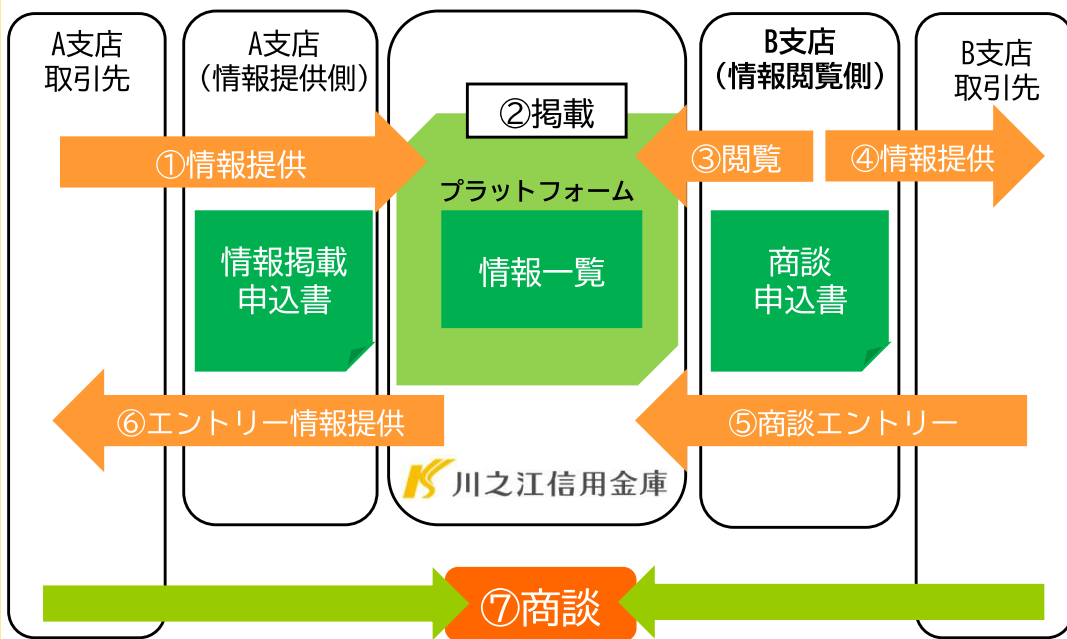 A支店
取引先
A支店
(情報提供側)
B支店
(情報閲覧側)
B支店
取引先
②掲載
①情報提供
③閲覧
④情報提供
プラットフォーム
情報掲載
申込書
情報一覧
商談
申込書
⑥エントリー情報提供
⑤商談エントリー
川之江信用金庫
⑦商談